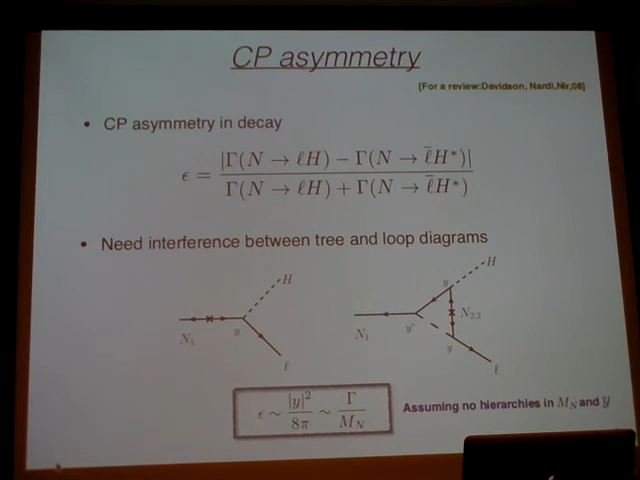 CP asymmetry
[For a review:Davidson, Nardi,Nir,08]
• CP asymmetry in decay
ϵ = |Γ(N → ℓH) − Γ(N → ℓ̄H*)| / Γ(N → ℓH) + Γ(N → ℓ̄H*)
• Need interference between tree and loop diagrams
H
N₁
y
ℓ
H
y
N₁
y*
N₂,₃
y
ℓ
ϵ ∼ |y|² / 8π ∼ Γ / M_N
Assuming no hierarchies in M_N and y